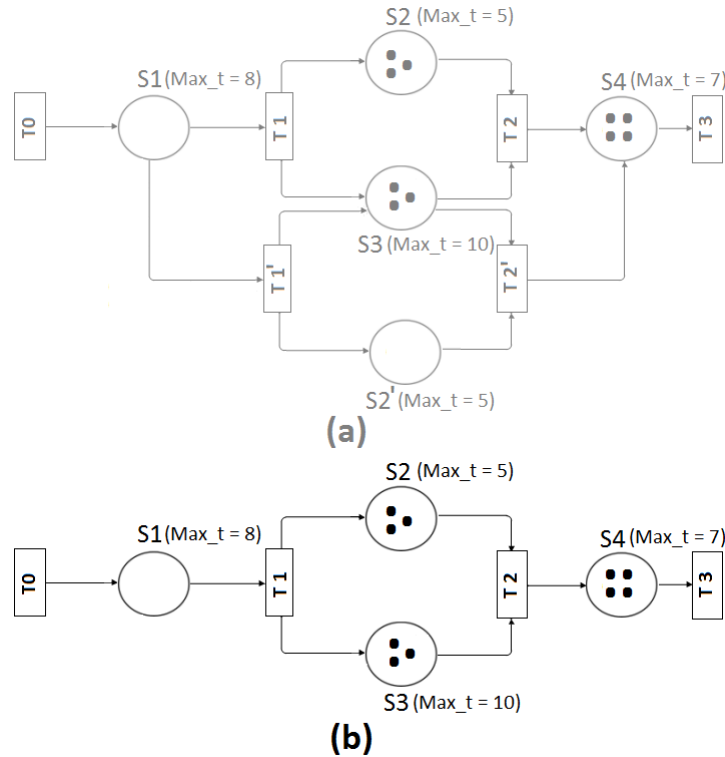 S2 (Max_t = 5)
S1 (Max_t = 8)
S4 (Max_t = 7)
T0
T 1
T 2
T 3
S3 (Max_t = 10)
T 1'
T 2'
S2' (Max_t = 5)
(a)
S2 (Max_t = 5)
S1 (Max_t = 8)
S4 (Max_t = 7)
T0
T 1
T 2
T 3
S3 (Max_t = 10)
(b)